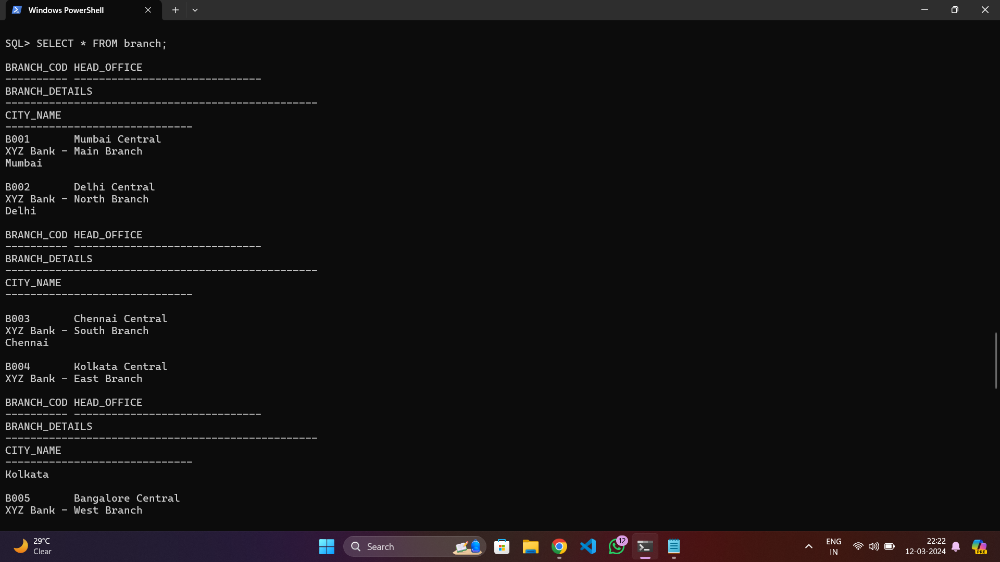 Windows PowerShell
SQL> SELECT * FROM branch;
BRANCH_COD HEAD_OFFICE
---------- ------------------------------
BRANCH_DETAILS
--------------------------------------------------
CITY_NAME
------------------------------
B001       Mumbai Central
XYZ Bank - Main Branch
Mumbai
B002       Delhi Central
XYZ Bank - North Branch
Delhi
BRANCH_COD HEAD_OFFICE
---------- ------------------------------
BRANCH_DETAILS
--------------------------------------------------
CITY_NAME
------------------------------
B003       Chennai Central
XYZ Bank - South Branch
Chennai
B004       Kolkata Central
XYZ Bank - East Branch
BRANCH_COD HEAD_OFFICE
---------- ------------------------------
BRANCH_DETAILS
--------------------------------------------------
CITY_NAME
------------------------------
Kolkata
B005       Bangalore Central
XYZ Bank - West Branch
29°C
Clear
Search
12
ENG
IN
22:22
12-03-2024
PRE